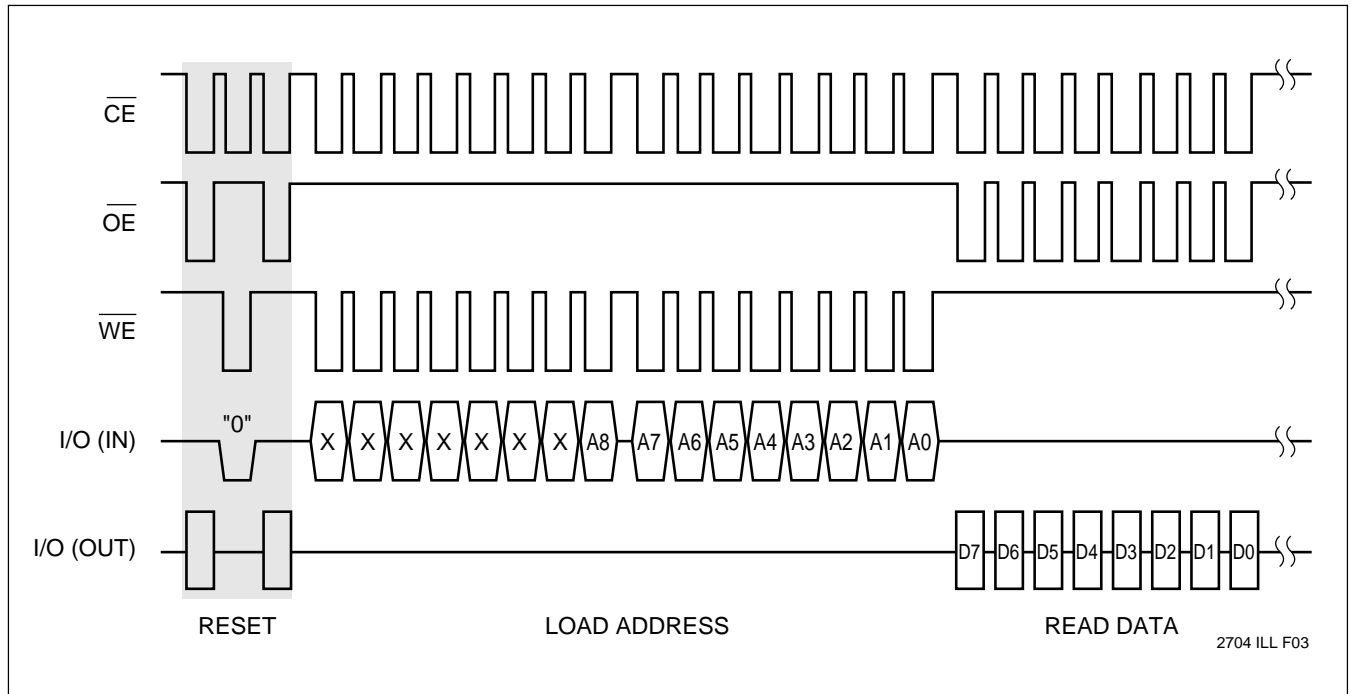 CE
OE
WE
I/O (IN) "0" X X X X X X X A8 A7 A6 A5 A4 A3 A2 A1 A0
I/O (OUT) D7 D6 D5 D4 D3 D2 D1 D0
RESET LOAD ADDRESS READ DATA
2704 ILL F03